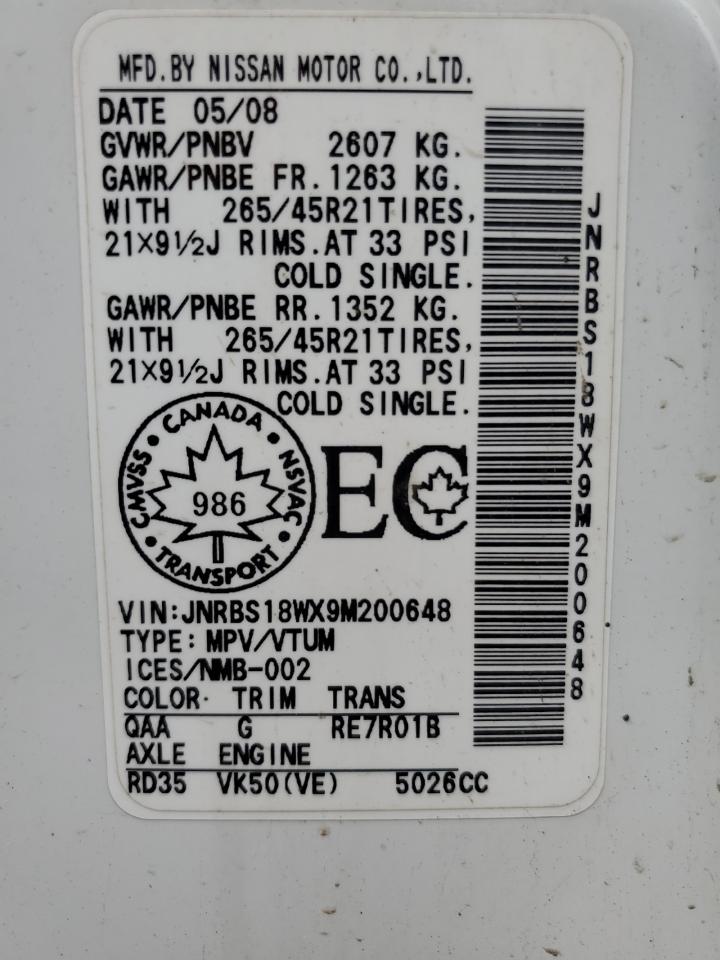 MFD.BY NISSAN MOTOR CO.,LTD.
DATE 05/08
GVWR/PNBV 2607 KG.
GAWR/PNBE FR.1263 KG.
WITH 265/45R21TIRES,
21×9½J RIMS.AT 33 PSI
COLD SINGLE.
GAWR/PNBE RR.1352 KG.
WITH 265/45R21TIRES,
21×9½J RIMS.AT 33 PSI
COLD SINGLE.
CANADA
CMVSS
NSVAC
986
TRANSPORT
EC
VIN:JNRBS18WX9M200648
TYPE:MPV/VTUM
ICES/NMB-002
COLOR TRIM TRANS
QAA G RE7R01B
AXLE ENGINE
RD35 VK50(VE) 5026CC
JNRBS18WX9M200648